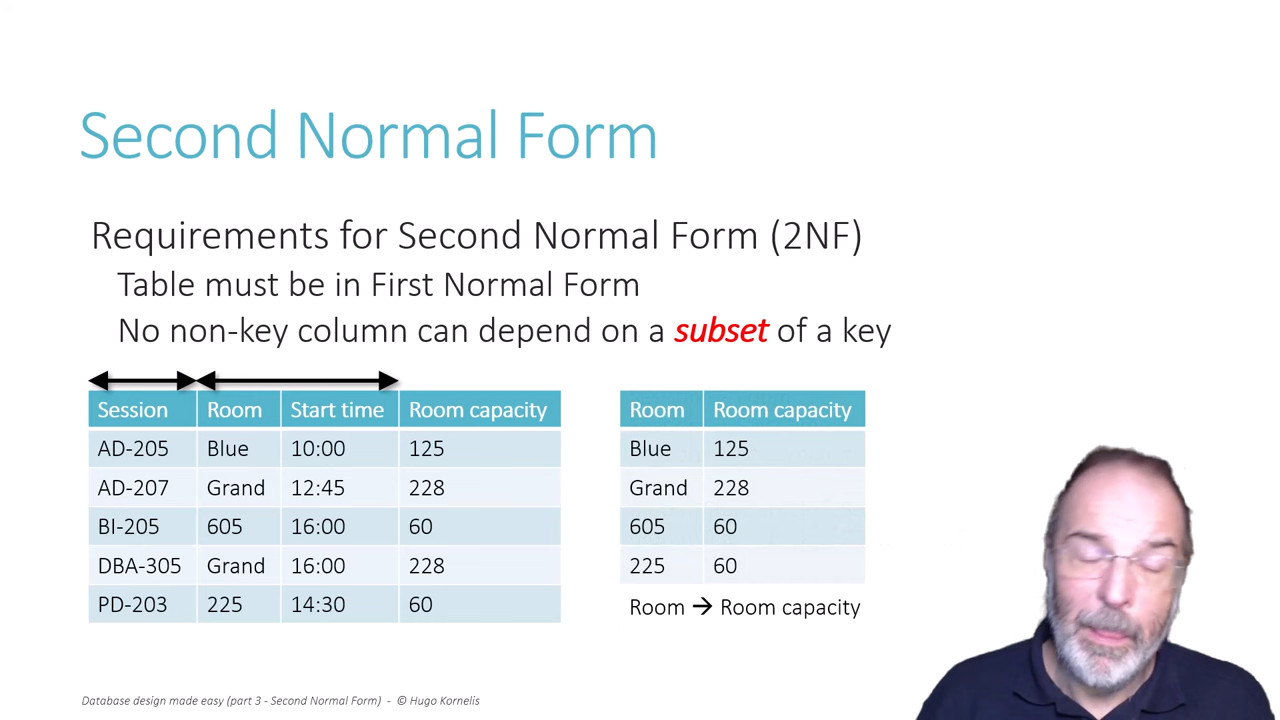 Second Normal Form
Requirements for Second Normal Form (2NF)
Table must be in First Normal Form
No non-key column can depend on a subset of a key
Session Room Start time Room capacity
AD-205 Blue 10:00 125
AD-207 Grand 12:45 228
BI-205 605 16:00 60
DBA-305 Grand 16:00 228
PD-203 225 14:30 60
Room Room capacity
Blue 125
Grand 228
605 60
225 60
Room → Room capacity
Database design made easy (part 3 - Second Normal Form) - © Hugo Kornelis